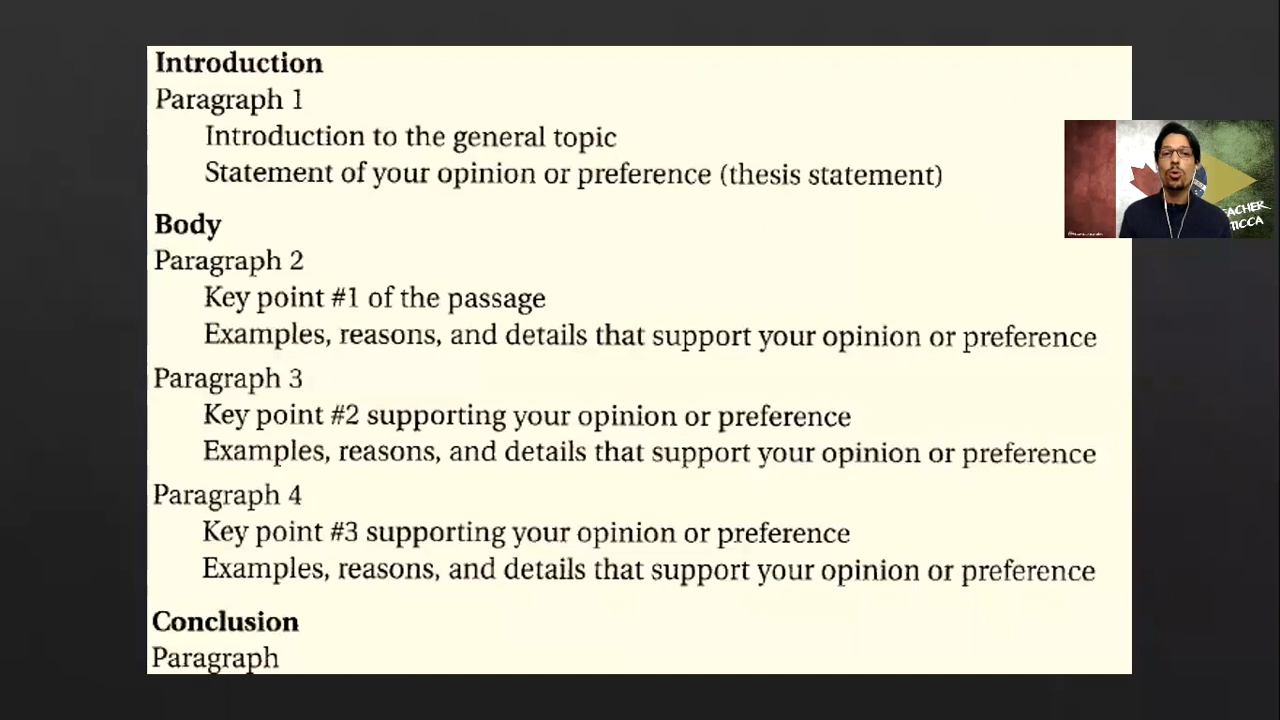 Introduction
Paragraph 1
Introduction to the general topic
Statement of your opinion or preference (thesis statement)
Body
Paragraph 2
Key point #1 of the passage
Examples, reasons, and details that support your opinion or preference
Paragraph 3
Key point #2 supporting your opinion or preference
Examples, reasons, and details that support your opinion or preference
Paragraph 4
Key point #3 supporting your opinion or preference
Examples, reasons, and details that support your opinion or preference
Conclusion
Paragraph
EACHER
TICCA